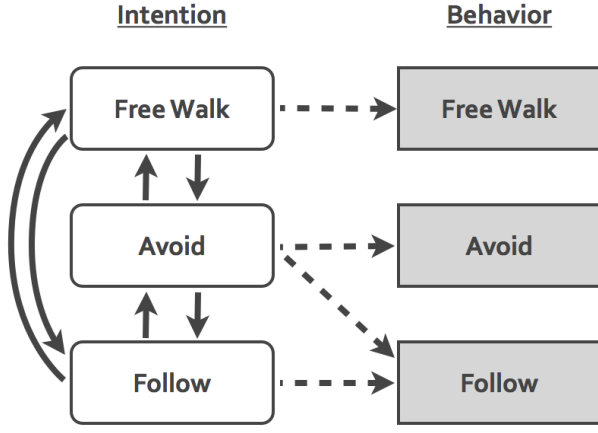 Intention Behavior
Free Walk Free Walk
Avoid Avoid
Follow Follow